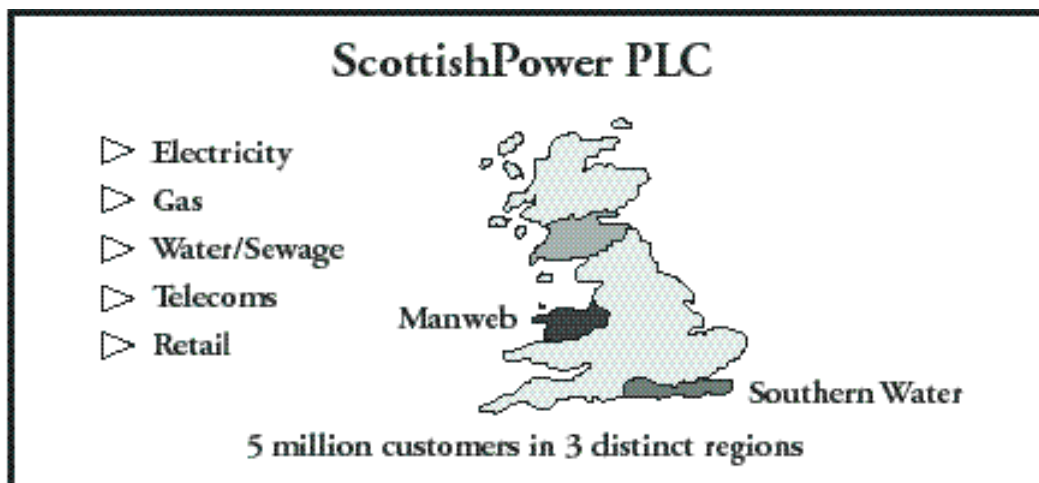 ScottishPower PLC
Electricity
Gas
Water/Sewage
Telecoms
Retail
Manweb
Southern Water
5 million customers in 3 distinct regions